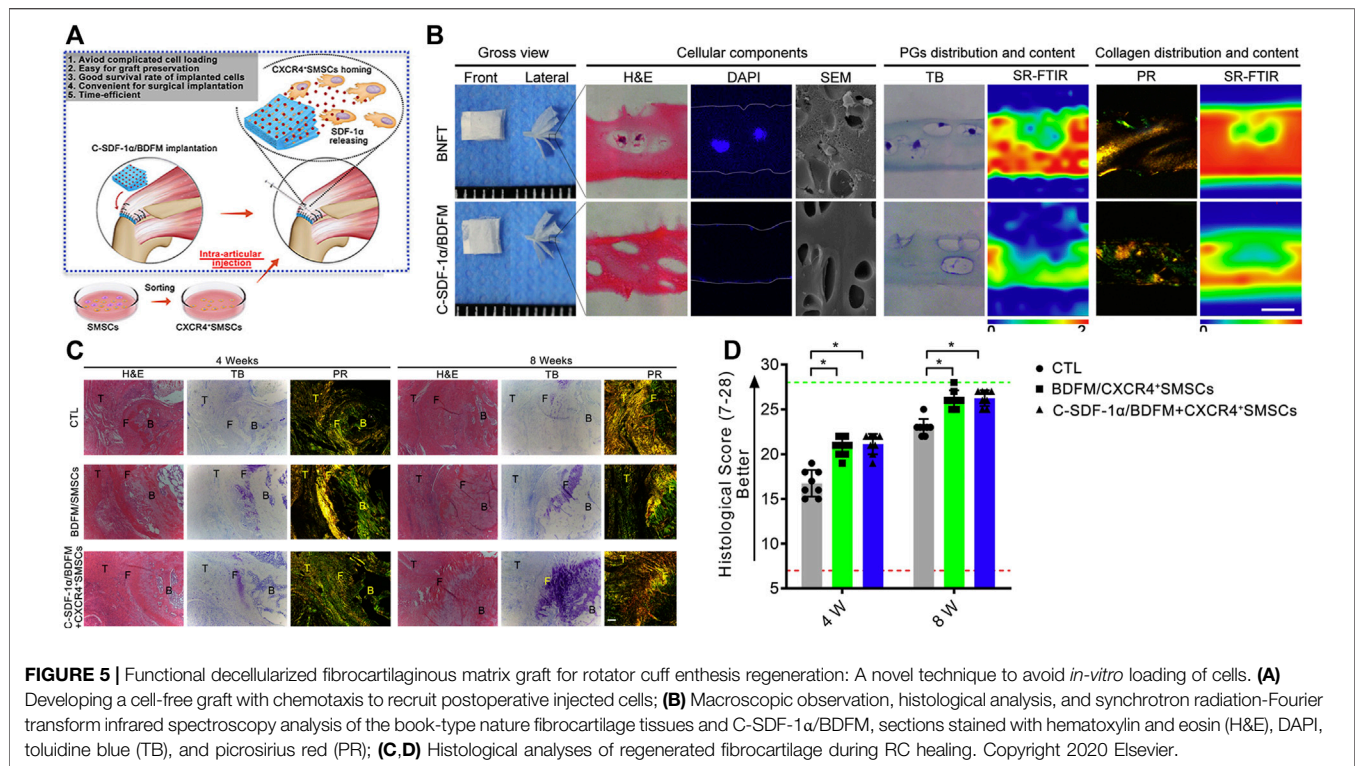 A
1. Aviod complicated cell loading
2. Easy for graft preservation
3. Good survival rate of implanted cells
4. Convenient for surgical implantation
5. Time-efficient
CXCR4⁺SMSCs homing
SDF-1α
releasing
C-SDF-1α/BDFM implantation
Intra-articular
injection
Sorting
SMSCs
CXCR4⁺SMSCs
B
Gross view
Cellular components
PGs distribution and content
Collagen distribution and content
Front
Lateral
H&E
DAPI
SEM
TB
SR-FTIR
PR
SR-FTIR
BNFT
C-SDF-1α/BDFM
0
2
0
C
4 Weeks
8 Weeks
H&E
TB
PR
H&E
TB
PR
CTL
T F B
T F B
T F B
T F B
T F B
T F B
BDFM/SMSCs
T F B
T F B
T F B
T F B
T F B
T F B
C-SDF-1α/BDFM
+CXCR4⁺SMSCs
T F B
T F B
T F B
T F B
T F B
T F B
D
Histological Score (7-28)
Better
30
25
20
15
10
5
* * * *
4 W
8 W
CTL
BDFM/CXCR4⁺SMSCs
C-SDF-1α/BDFM+CXCR4⁺SMSCs
FIGURE 5 | Functional decellularized fibrocartilaginous matrix graft for rotator cuff enthesis regeneration: A novel technique to avoid in-vitro loading of cells. (A)
Developing a cell-free graft with chemotaxis to recruit postoperative injected cells; (B) Macroscopic observation, histological analysis, and synchrotron radiation-Fourier
transform infrared spectroscopy analysis of the book-type nature fibrocartilage tissues and C-SDF-1α/BDFM, sections stained with hematoxylin and eosin (H&E), DAPI,
toluidine blue (TB), and picrosirius red (PR); (C,D) Histological analyses of regenerated fibrocartilage during RC healing. Copyright 2020 Elsevier.